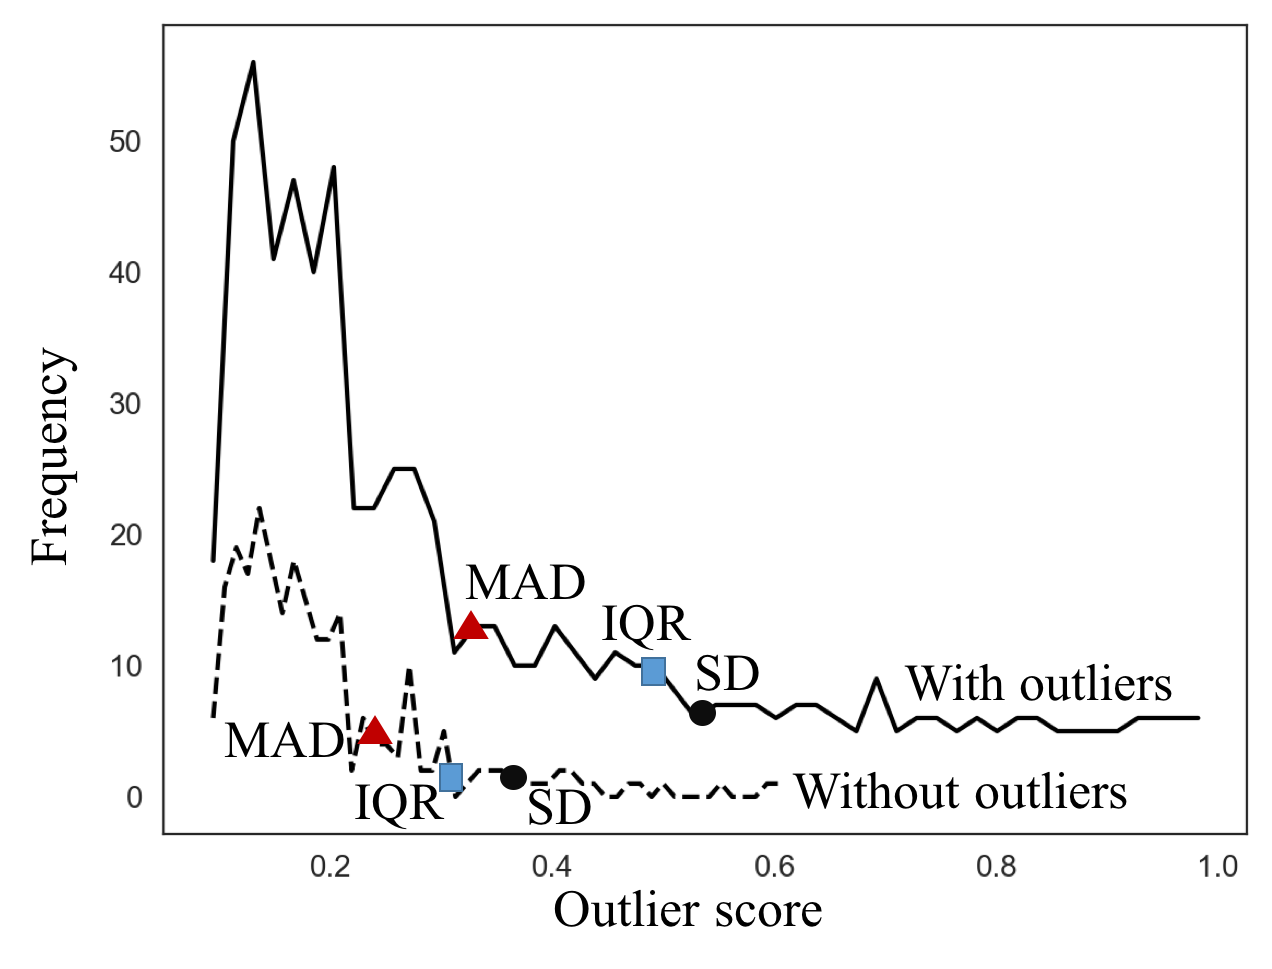 50
40
30
20
10
0
Frequency
MAD
IQR
SD
With outliers
MAD
IQR
SD
Without outliers
0.2 0.4 0.6 0.8 1.0
Outlier score